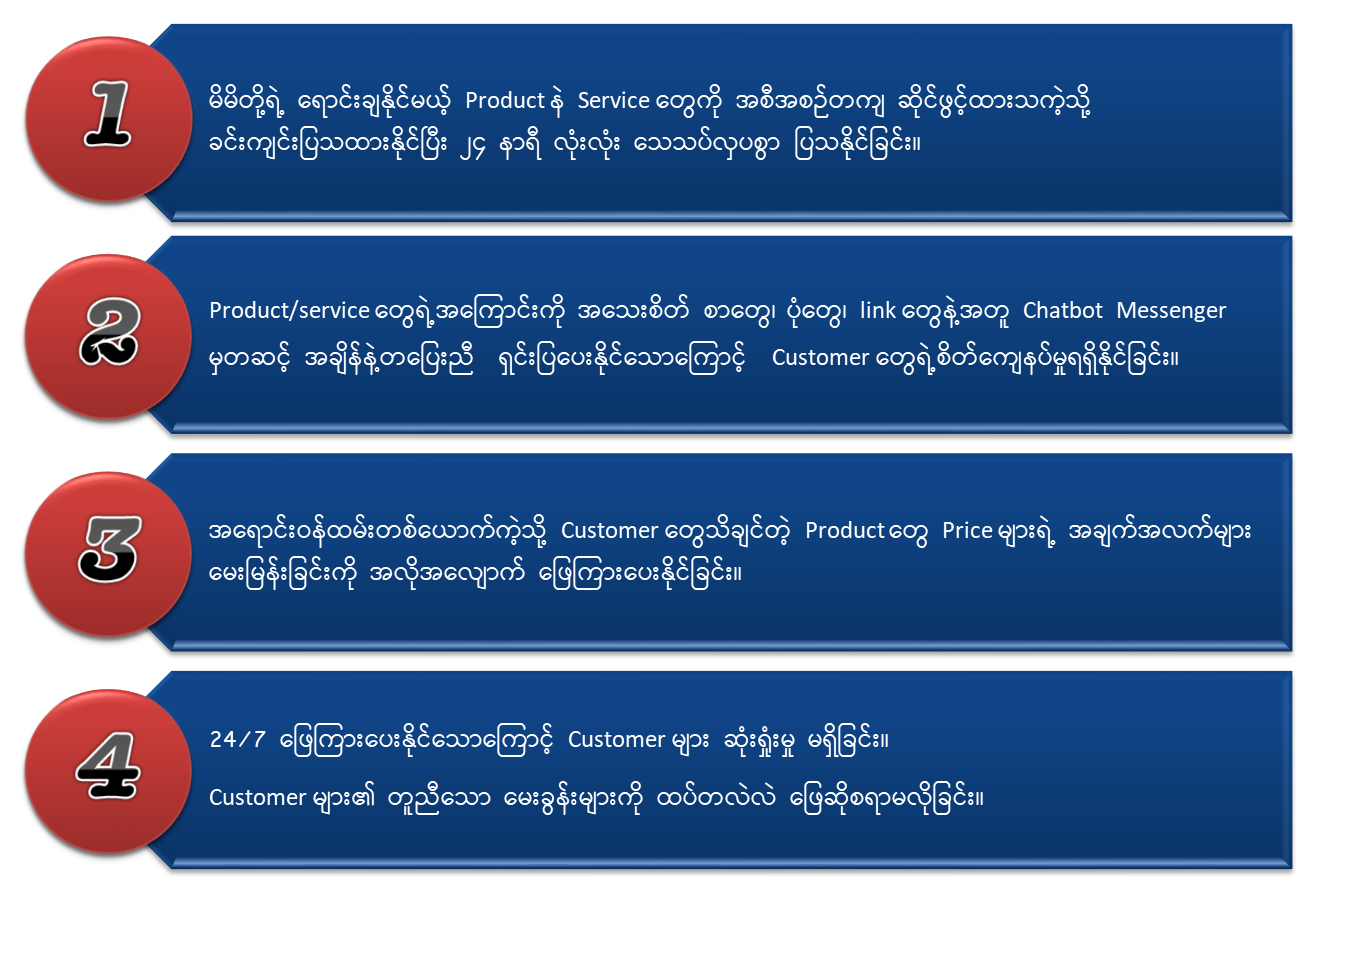 1
မိမိတို့ရဲ့ ရောင်းချနိုင်မယ့် Product နဲ Service တွေကို အစီအစဉ်တကျ ဆိုင်ဖွင့်ထားသကဲ့သို့
ခင်းကျင်းပြသထားနိုင်ပြီး ၂၄ နာရီ လုံးလုံး သေသပ်လှပစွာ ပြသနိုင်ခြင်း။
2
Product/service တွေရဲ့အကြောင်းကို အသေးစိတ် စာတွေ၊ ပုံတွေ၊ link တွေနဲ့အတူ Chatbot Messenger
မှတဆင့် အချိန်နဲ့တပြေးညီ ရှင်းပြပေးနိုင်သောကြောင့် Customer တွေရဲ့စိတ်ကျေနပ်မှုရရှိနိုင်ခြင်း။
3
အရောင်းဝန်ထမ်းတစ်ယောက်ကဲ့သို့ Customer တွေသိချင်တဲ့ Product တွေ Price များရဲ့ အချက်အလက်များ
မေးမြန်းခြင်းကို အလိုအလျောက် ဖြေကြားပေးနိုင်ခြင်း။
4
24/7 ဖြေကြားပေးနိုင်သောကြောင့် Customer များ ဆုံးရှုံးမှု မရှိခြင်း။
Customer များ၏ တူညီသော မေးခွန်းများကို ထပ်တလဲလဲ ဖြေဆိုစရာမလိုခြင်း။